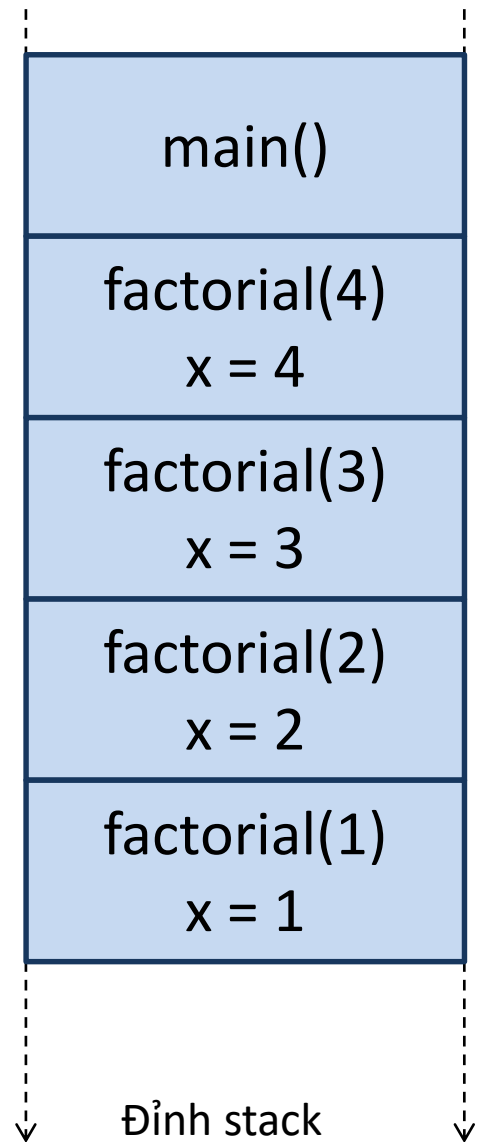 main()
factorial(4)
x = 4
factorial(3)
x = 3
factorial(2)
x = 2
factorial(1)
x = 1
Đỉnh stack